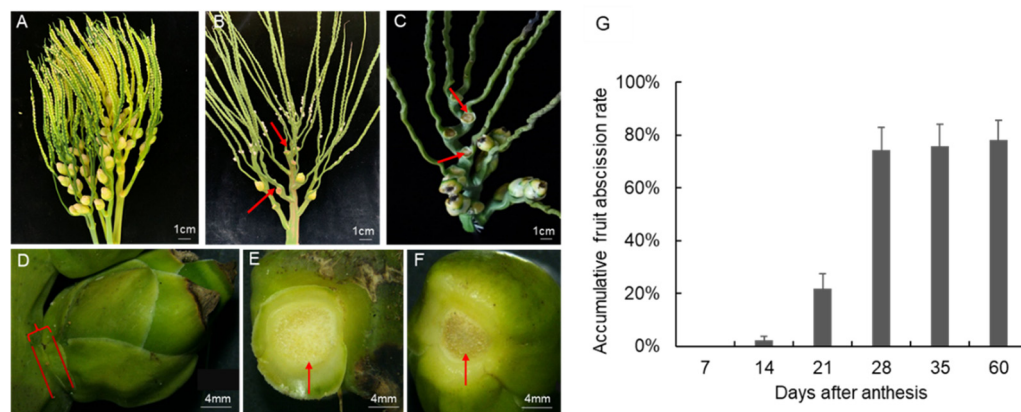 A
1cm
B
1cm
C
1cm
D
4mm
E
4mm
F
4mm
G
Accumulative fruit abscission rate
100%
80%
60%
40%
20%
0%
7 14 21 28 35 60
Days after anthesis